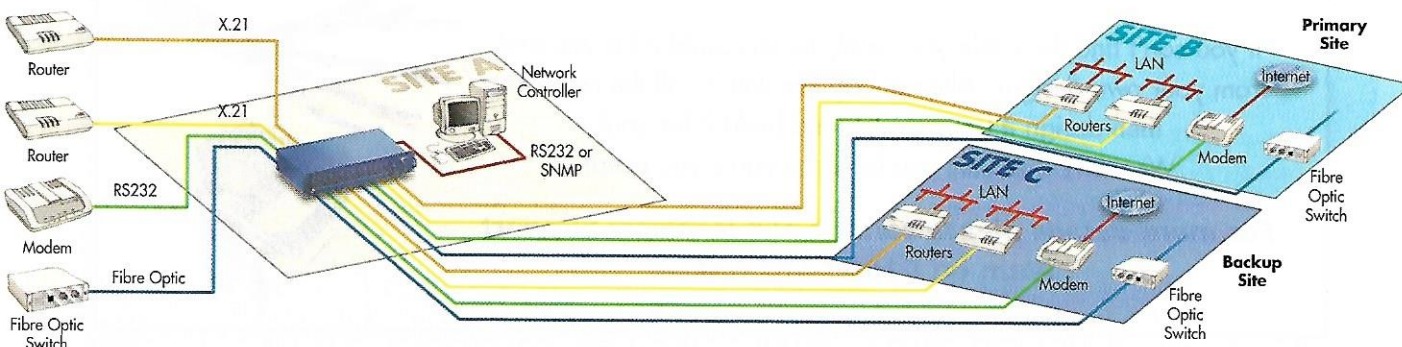 X.21
Router
X.21
Router
RS232
Modem
Fibre Optic
Fibre Optic
Switch
SITE A
Network
Controller
RS232 or
SNMP
SITE B
Primary
Site
LAN
Internet
Routers
Modem
Fibre
Optic
Switch
SITE C
LAN
Internet
Routers
Modem
Fibre
Optic
Switch
Backup
Site